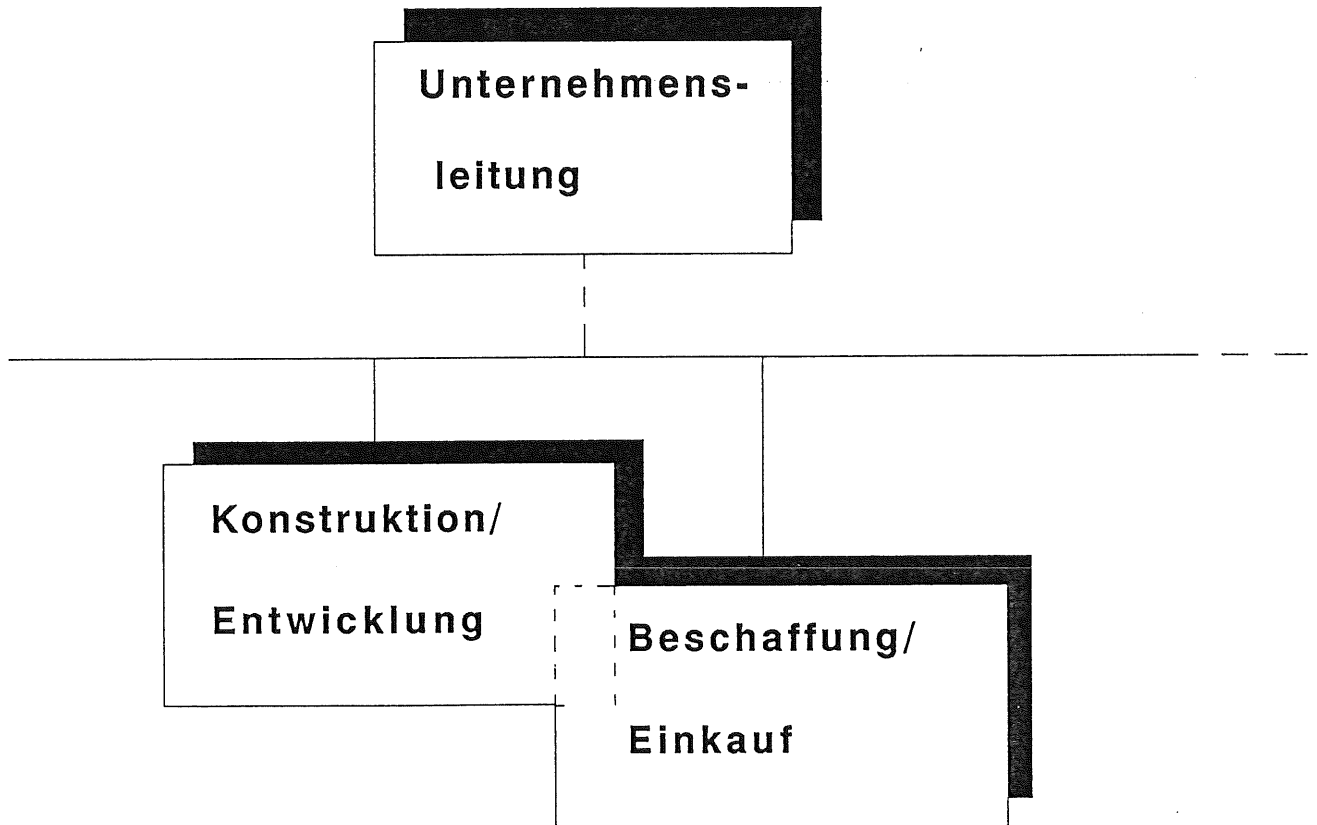 Unternehmens-
leitung
Konstruktion/
Entwicklung
Beschaffung/
Einkauf